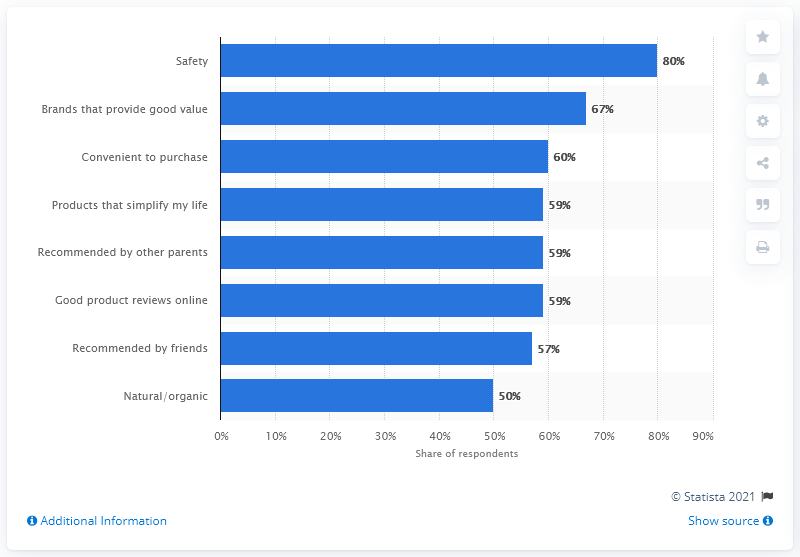 Safety 80%
Brands that provide good value 67%
Convenient to purchase 60%
Products that simplify my life 59%
Recommended by other parents 59%
Good product reviews online 59%
Recommended by friends 57%
Natural/organic 50%
0% 10% 20% 30% 40% 50% 60% 70% 80% 90%
Share of respondents
© Statista 2021
Additional Information Show source